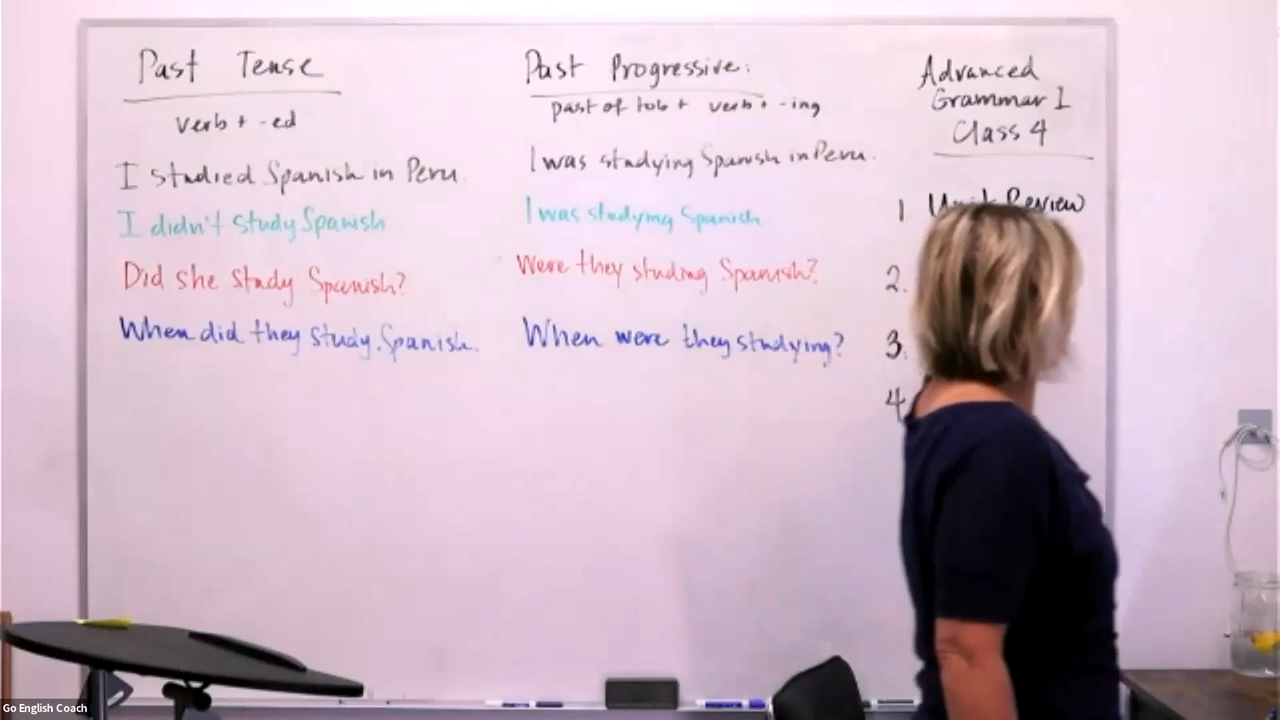 Past Tense
verb + -ed
I studied Spanish in Peru.
I didn't study Spanish
Did she study Spanish?
When did they study Spanish.
Past Progressive:
past of tob + verb + -ing
I was studying Spanish in Peru.
I was studying Spanish
Were they studing Spanish?
When were they studying?
Advanced
Grammar 1
Class 4
1 Unit Review
2.
3.
4
Go English Coach